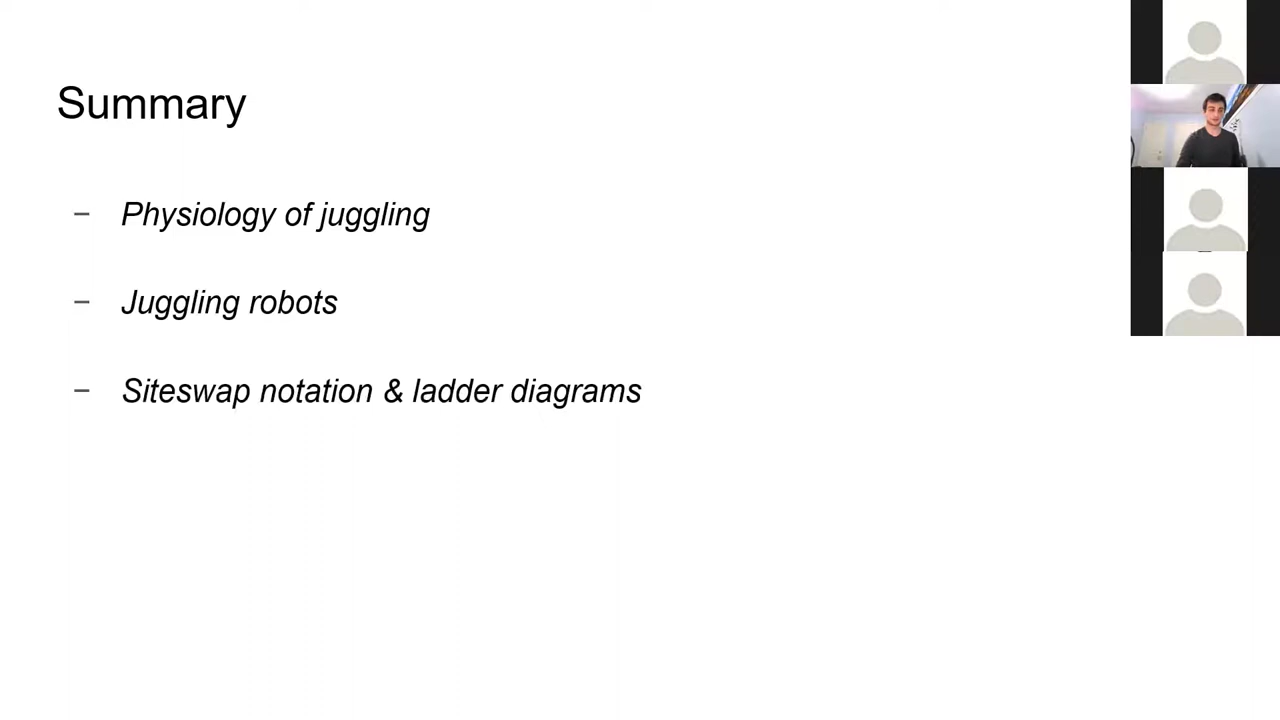 Summary
– Physiology of juggling
– Juggling robots
– Siteswap notation & ladder diagrams